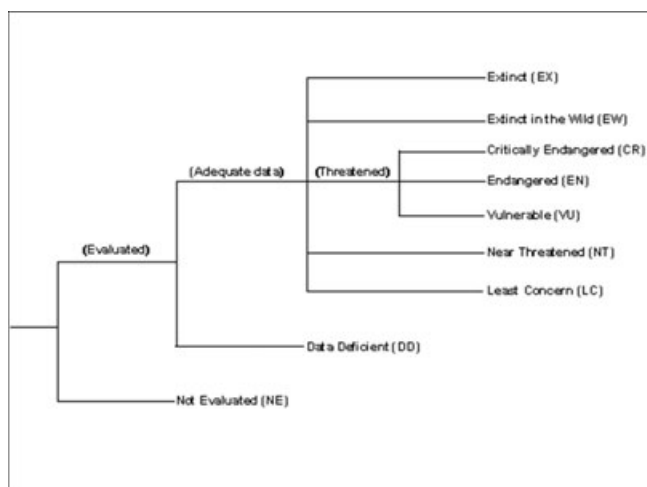 Extinct (EX)
Extinct in the Wild (EW)
Critically Endangered (CR)
(Adequate data)
(Threatened)
Endangered (EN)
Vulnerable (VU)
(Evaluated)
Near Threatened (NT)
Least Concern (LC)
Data Deficient (DD)
Not Evaluated (NE)